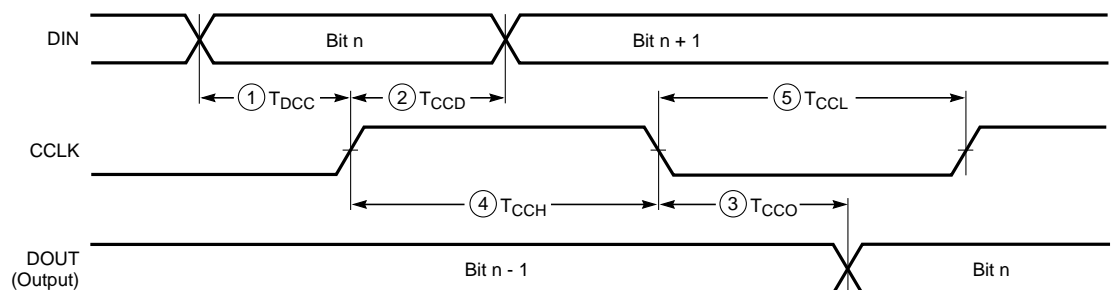 DIN
Bit n
Bit n + 1
1 TDCC
2 TCCD
5 TCCL
CCLK
4 TCCH
3 TCCO
DOUT
(Output)
Bit n - 1
Bit n